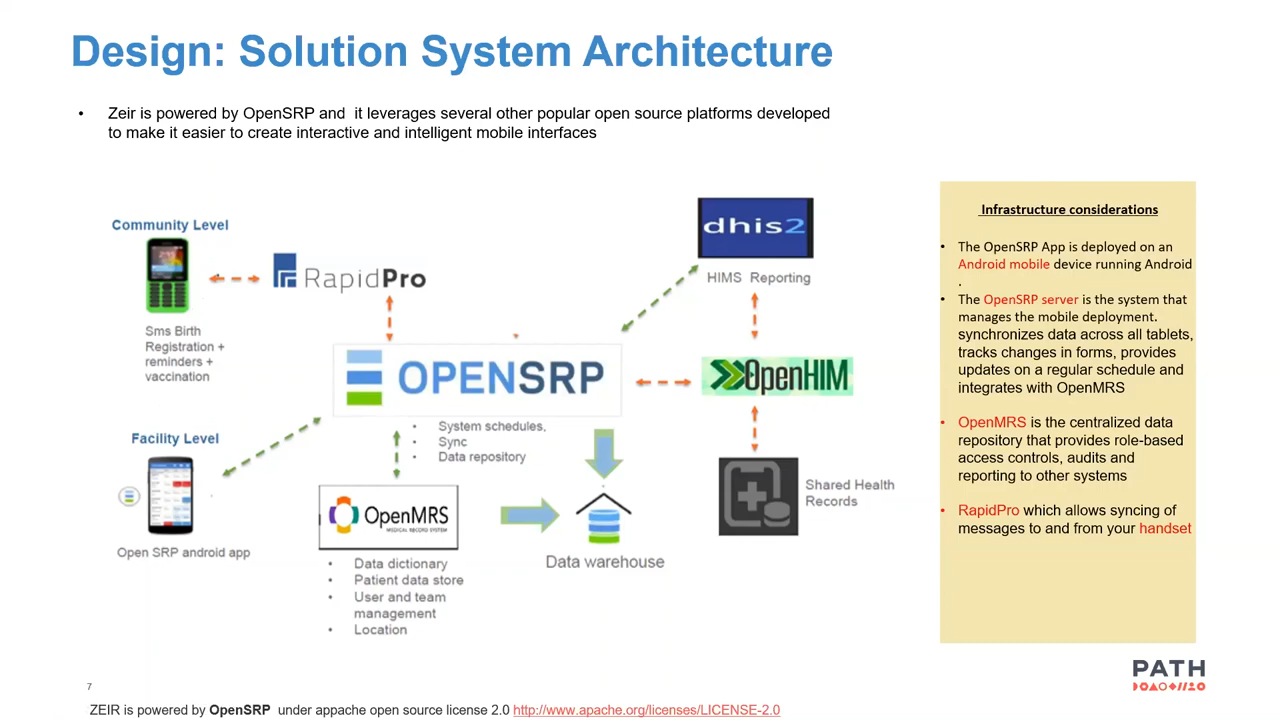 Design: Solution System Architecture
• Zeir is powered by OpenSRP and it leverages several other popular open source platforms developed
to make it easier to create interactive and intelligent mobile interfaces
Community Level
RapidPro
Sms Birth
Registration +
reminders +
vaccination
dhis2
HIMS Reporting
OPENSRP
OpenHIM
• System schedules,
• Sync
• Data repository
Facility Level
Open SRP android app
OpenMRS
MEDICAL RECORD SYSTEM
• Data dictionary
• Patient data store
• User and team
management
• Location
Data warehouse
Shared Health
Records
Infrastructure considerations
• The OpenSRP App is deployed on an
Android mobile device running Android
.
• The OpenSRP server is the system that
manages the mobile deployment.
synchronizes data across all tablets,
tracks changes in forms, provides
updates on a regular schedule and
integrates with OpenMRS
• OpenMRS is the centralized data
repository that provides role-based
access controls, audits and
reporting to other systems
• RapidPro which allows syncing of
messages to and from your handset
PATH
7
ZEIR is powered by OpenSRP under appache open source license 2.0 http://www.apache.org/licenses/LICENSE-2.0